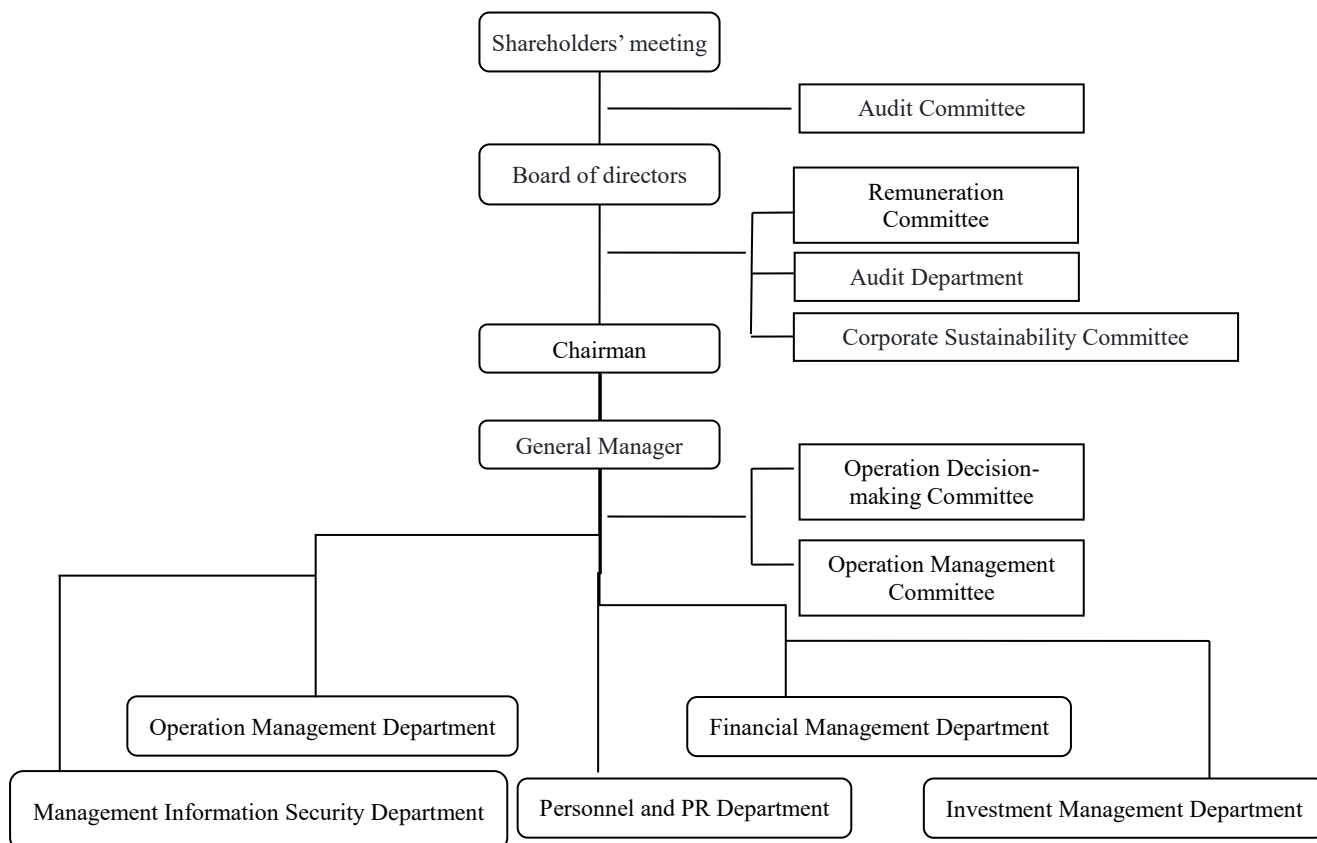 Shareholders’ meeting
Audit Committee
Board of directors
Remuneration
Committee
Audit Department
Corporate Sustainability Committee
Chairman
General Manager
Operation Decision-
making Committee
Operation Management
Committee
Operation Management Department
Financial Management Department
Management Information Security Department
Personnel and PR Department
Investment Management Department